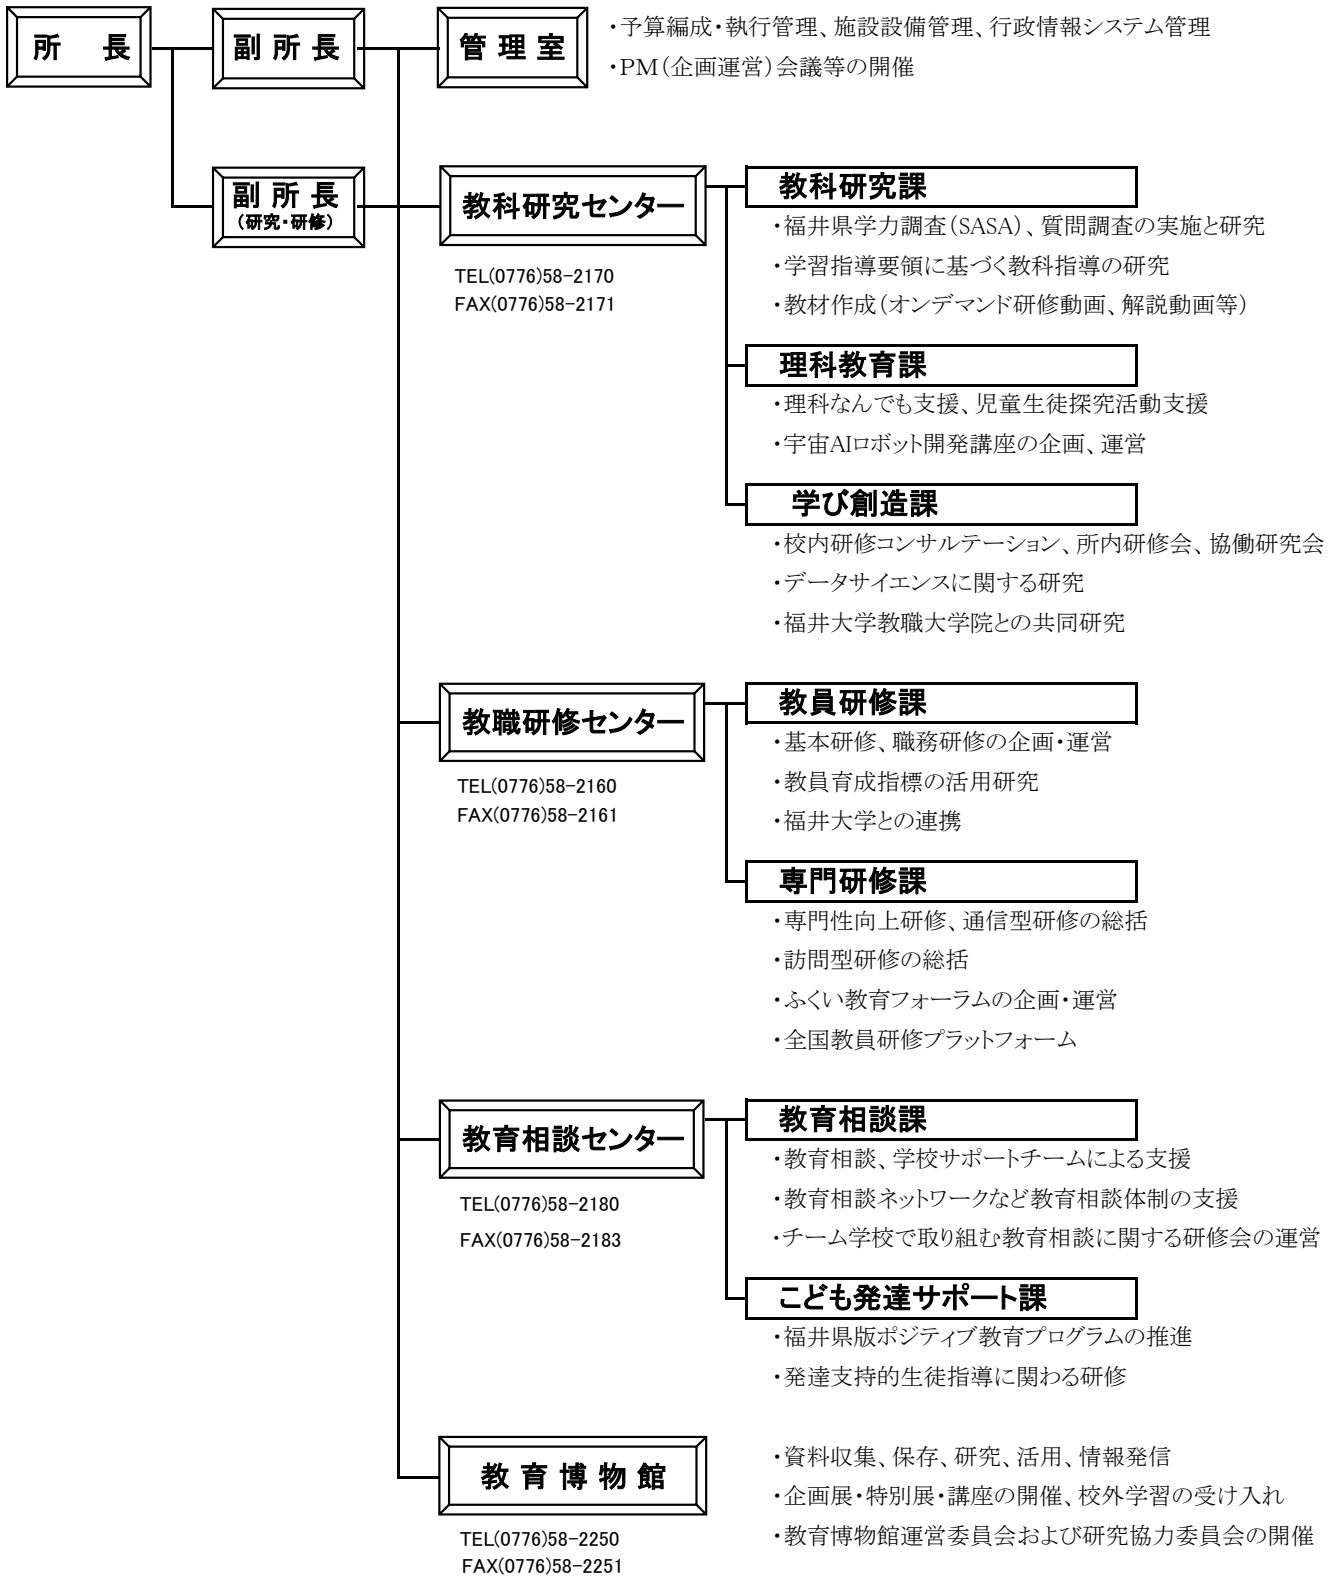 所　長
副 所 長
管 理 室
・予算編成・執行管理、施設設備管理、行政情報システム管理
・PM（企画運営）会議等の開催
副 所 長
（研究・研修）
教科研究センター
TEL(0776)58-2170
FAX(0776)58-2171
教科研究課
・福井県学力調査（SASA）、質問調査の実施と研究
・学習指導要領に基づく教科指導の研究
・教材作成（オンデマンド研修動画、解説動画等）
理科教育課
・理科なんでも支援、児童生徒探究活動支援
・宇宙AIロボット開発講座の企画、運営
学び創造課
・校内研修コンサルテーション、所内研修会、協働研究会
・データサイエンスに関する研究
・福井大学教職大学院との共同研究
教職研修センター
TEL(0776)58-2160
FAX(0776)58-2161
教員研修課
・基本研修、職務研修の企画・運営
・教員育成指標の活用研究
・福井大学との連携
専門研修課
・専門性向上研修、通信型研修の総括
・訪問型研修の総括
・ふくい教育フォーラムの企画・運営
・全国教員研修プラットフォーム
教育相談センター
TEL(0776)58-2180
FAX(0776)58-2183
教育相談課
・教育相談、学校サポートチームによる支援
・教育相談ネットワークなど教育相談体制の支援
・チーム学校で取り組む教育相談に関する研修会の運営
こども発達サポート課
・福井県版ポジティブ教育プログラムの推進
・発達支持的生徒指導に関わる研修
教 育 博 物 館
TEL(0776)58-2250
FAX(0776)58-2251
・資料収集、保存、研究、活用、情報発信
・企画展・特別展・講座の開催、校外学習の受け入れ
・教育博物館運営委員会および研究協力委員会の開催